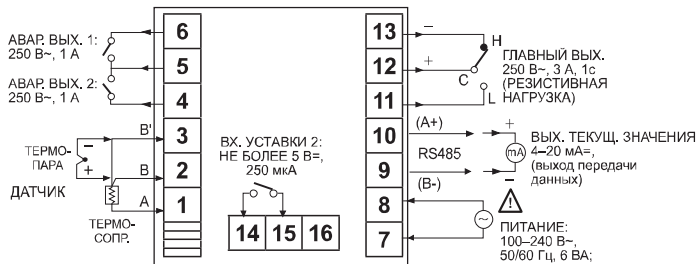 АВАР. ВЫХ. 1:
250 В~, 1 А
АВАР. ВЫХ. 2:
250 В~, 1 А
6
5
4
3
2
1
B'
B
A
−
+
ТЕРМО-
ПАРА
ДАТЧИК
ТЕРМО-
СОПР.
ВХ. УСТАВКИ 2:
НЕ БОЛЕЕ 5 В=,
250 мкА
14 15 16
13
12
11
10
9
8
7
−
+
H
C
L
ГЛАВНЫЙ ВЫХ.
250 В~, 3 А, 1с
(РЕЗИСТИВНАЯ
НАГРУЗКА)
(A+)
RS485
(B-)
+
mA
−
ВЫХ. ТЕКУЩ. ЗНАЧЕНИЯ
4–20 мА=,
(выход передачи
данных)
~
!
ПИТАНИЕ:
100–240 В~,
50/60 Гц, 6 ВА;